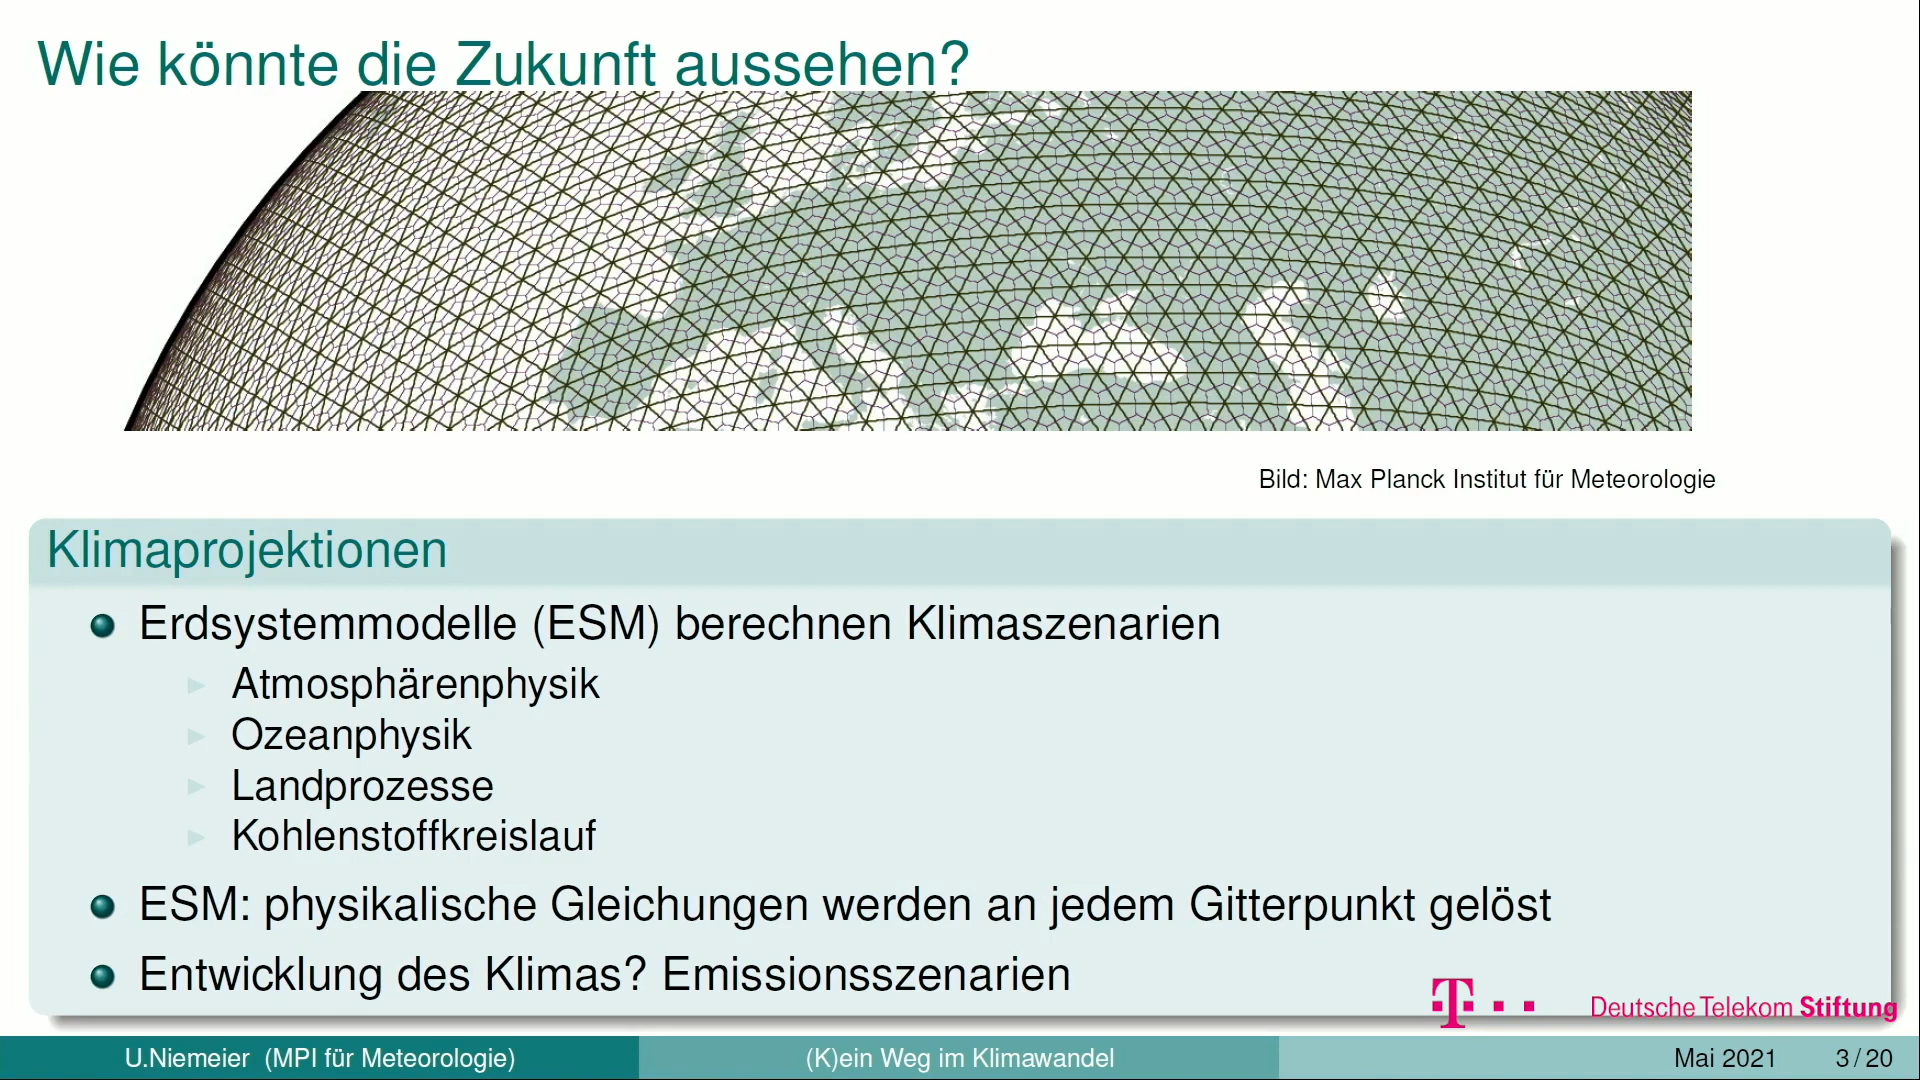 Wie könnte die Zukunft aussehen?
Bild: Max Planck Institut für Meteorologie
Klimaprojektionen
Erdsystemmodelle (ESM) berechnen Klimaszenarien
Atmosphärenphysik
Ozeanphysik
Landprozesse
Kohlenstoffkreislauf
ESM: physikalische Gleichungen werden an jedem Gitterpunkt gelöst
Entwicklung des Klimas? Emissionsszenarien
T Deutsche Telekom Stiftung
U.Niemeier (MPI für Meteorologie) (K)ein Weg im Klimawandel Mai 2021 3 / 20